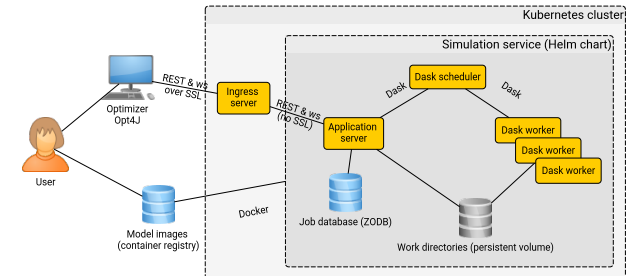 Kubernetes cluster
Simulation service (Helm chart)
Optimizer
Opt4J
REST & ws
over SSL
Ingress
server
REST & ws
(no SSL)
Application
server
Dask
Dask scheduler
Dask
Dask worker
Dask worker
Dask worker
User
Model images
(container registry)
Docker
Job database (ZODB)
Work directories (persistent volume)